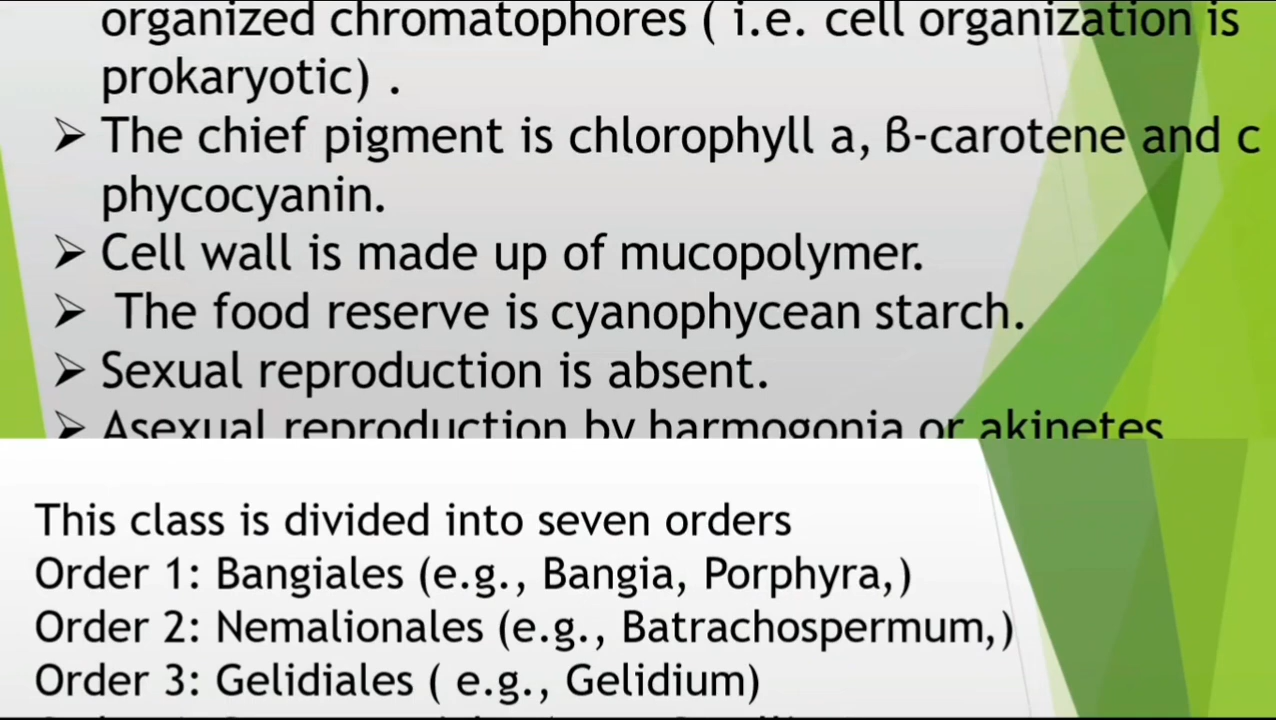 organized chromatophores ( i.e. cell organization is
prokaryotic) .
➢ The chief pigment is chlorophyll a, ß-carotene and c
phycocyanin.
➢ Cell wall is made up of mucopolymer.
➢ The food reserve is cyanophycean starch.
➢ Sexual reproduction is absent.
➢ Asexual reproduction by harmogonia or akinetes
This class is divided into seven orders
Order 1: Bangiales (e.g., Bangia, Porphyra,)
Order 2: Nemalionales (e.g., Batrachospermum,)
Order 3: Gelidiales ( e.g., Gelidium)